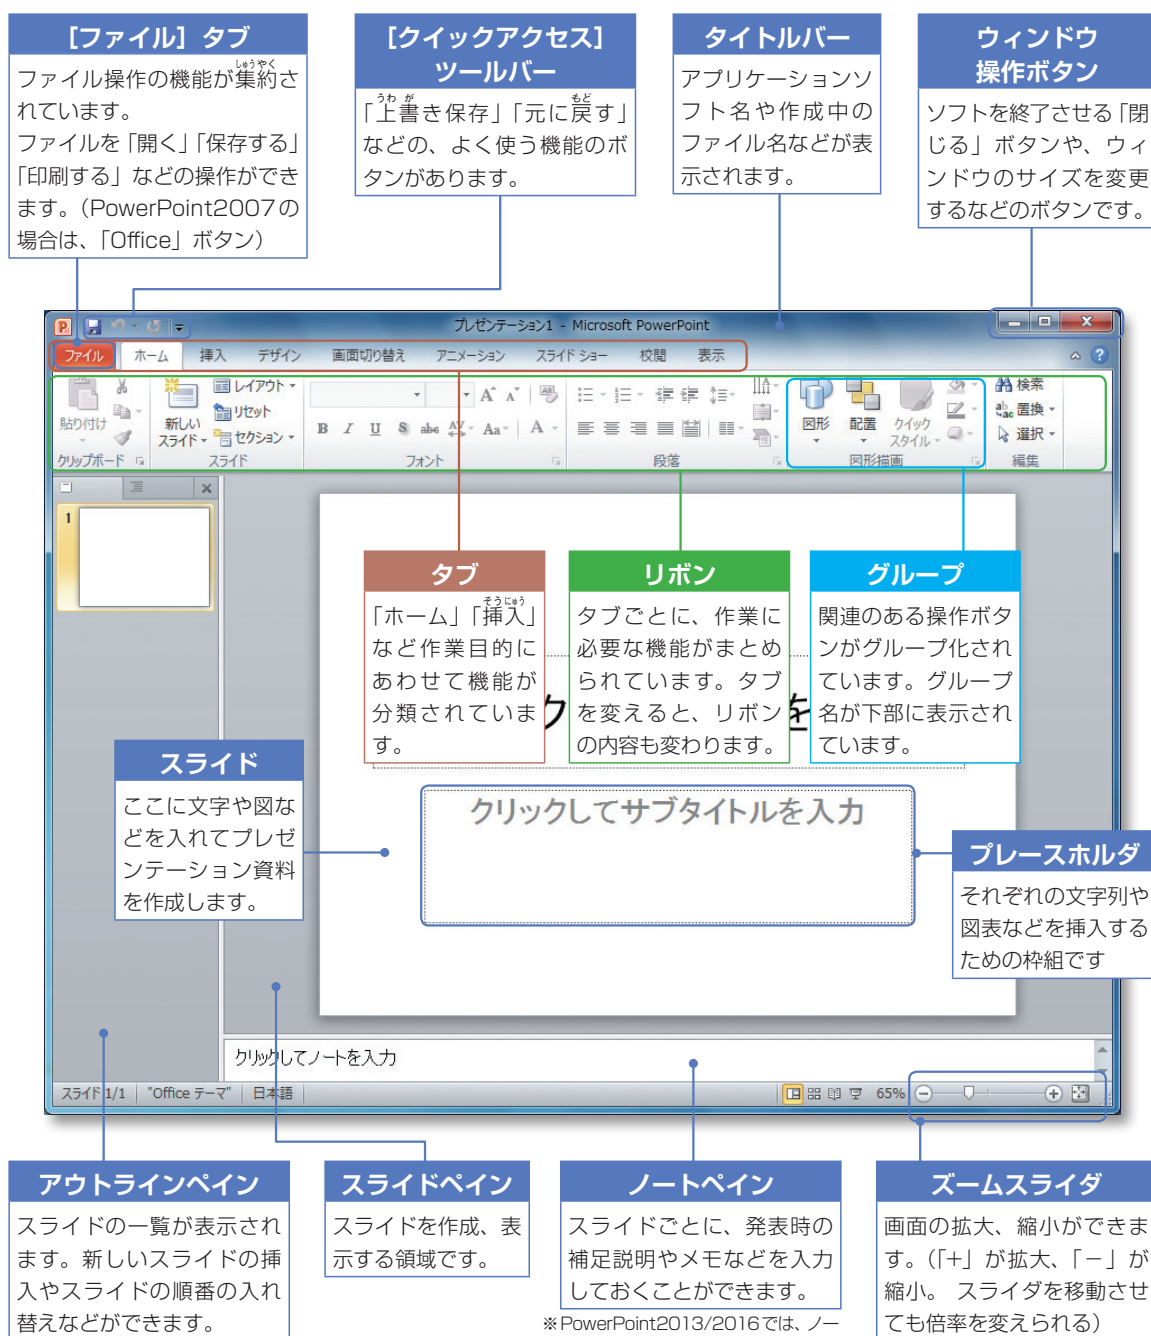 ［ファイル］タブ
ファイル操作の機能が集約さ
しゅうやく
れています。
ファイルを「開く」「保存する」
「印刷する」などの操作ができ
ます。（PowerPoint2007の
場合は、「Office」ボタン）
［クイックアクセス］
ツールバー
「上書き保存」「元に戻す」
うわ が もど
などの、よく使う機能のボ
タンがあります。
タイトルバー
アプリケーションソ
フト名や作成中の
ファイル名などが表
示されます。
ウィンドウ
操作ボタン
ソフトを終了させる「閉
じる」ボタンや、ウィ
ンドウのサイズを変更
するなどのボタンです。
プレゼンテーション1 - Microsoft PowerPoint
ファイル ホーム 挿入 デザイン 画面切り替え アニメーション スライド ショー 校閲 表示
貼り付け
新しい
スライド
レイアウト
リセット
セクション
B I U S abc AV Aa A
図形 配置 クイック
スタイル
検索
置換
選択
クリップボード スライド フォント 段落 図形描画 編集
1
タブ
「ホーム」「挿入」
そうにゅう
など作業目的に
あわせて機能が
分類されていま
す。
リボン
タブごとに、作業に
必要な機能がまとめ
られています。タブ
を変えると、リボン
の内容も変わります。
グループ
関連のある操作ボタ
ンがグループ化され
ています。グループ
名が下部に表示され
ています。
ク を
スライド
ここに文字や図な
どを入れてプレゼ
ンテーション資料
を作成します。
クリックしてサブタイトルを入力
プレースホルダ
それぞれの文字列や
図表などを挿入する
ための枠組です
クリックしてノートを入力
スライド 1/1 "Office テーマ" 日本語 65%
アウトラインペイン
スライドの一覧が表示され
ます。新しいスライドの挿
入やスライドの順番の入れ
替えなどができます。
スライドペイン
スライドを作成、表
示する領域です。
ノートペイン
スライドごとに、発表時の
補足説明やメモなどを入力
しておくことができます。
※PowerPoint2013/2016では、ノー
ズームスライダ
画面の拡大、縮小ができま
す。（「+」が拡大、「－」が
縮小。 スライダを移動させ
ても倍率を変えられる）